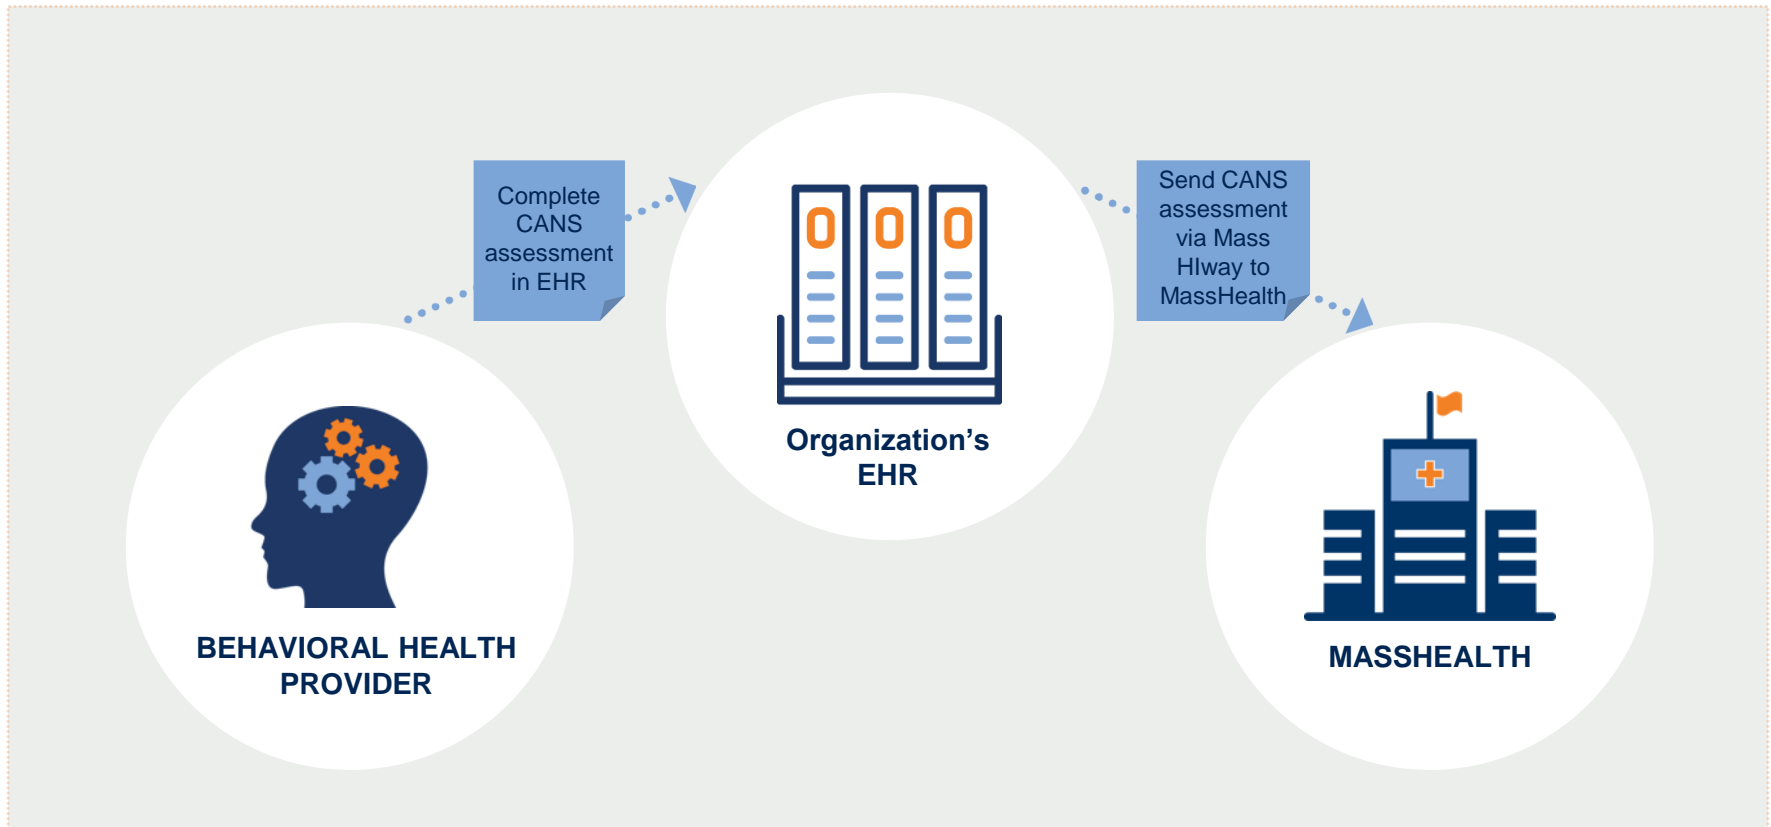 Complete
CANS
assessment
in EHR
Send CANS
assessment
via Mass
HIway to
MassHealth
Organization’s
EHR
BEHAVIORAL HEALTH
PROVIDER
MASSHEALTH